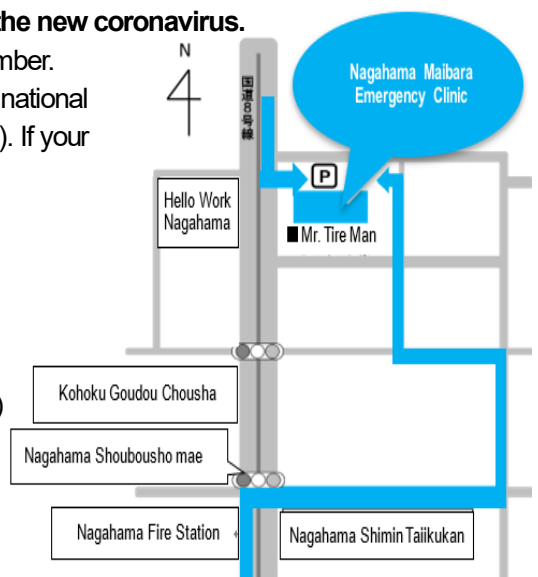 the new coronavirus.
mber.
national
). If your
)
N
国道8号線
Nagahama Maibara
Emergency Clinic
P
Hello Work
Nagahama
■Mr. Tire Man
Kohoku Goudou Chousha
Nagahama Shoubousho mae
Nagahama Fire Station
Nagahama Shimin Taiikukan